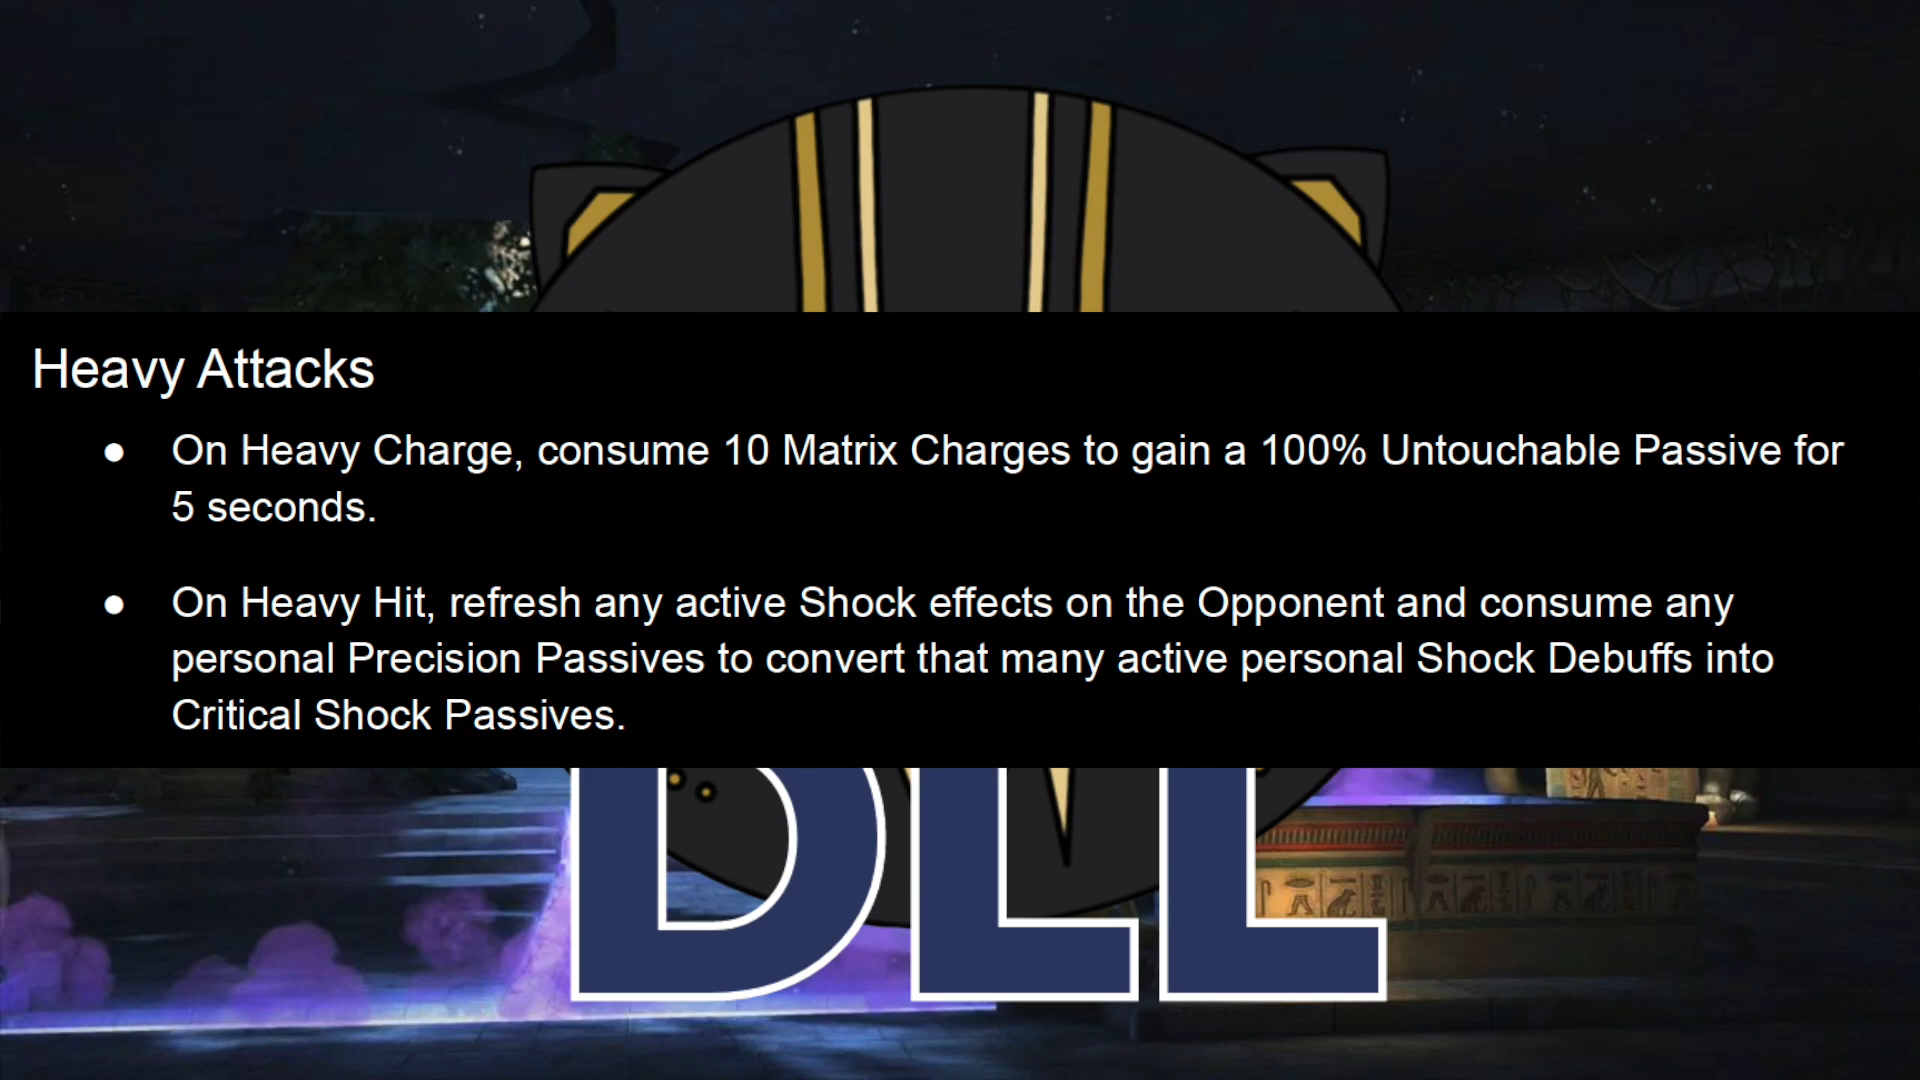 Heavy Attacks
● On Heavy Charge, consume 10 Matrix Charges to gain a 100% Untouchable Passive for
5 seconds.
● On Heavy Hit, refresh any active Shock effects on the Opponent and consume any
personal Precision Passives to convert that many active personal Shock Debuffs into
Critical Shock Passives.
DLL